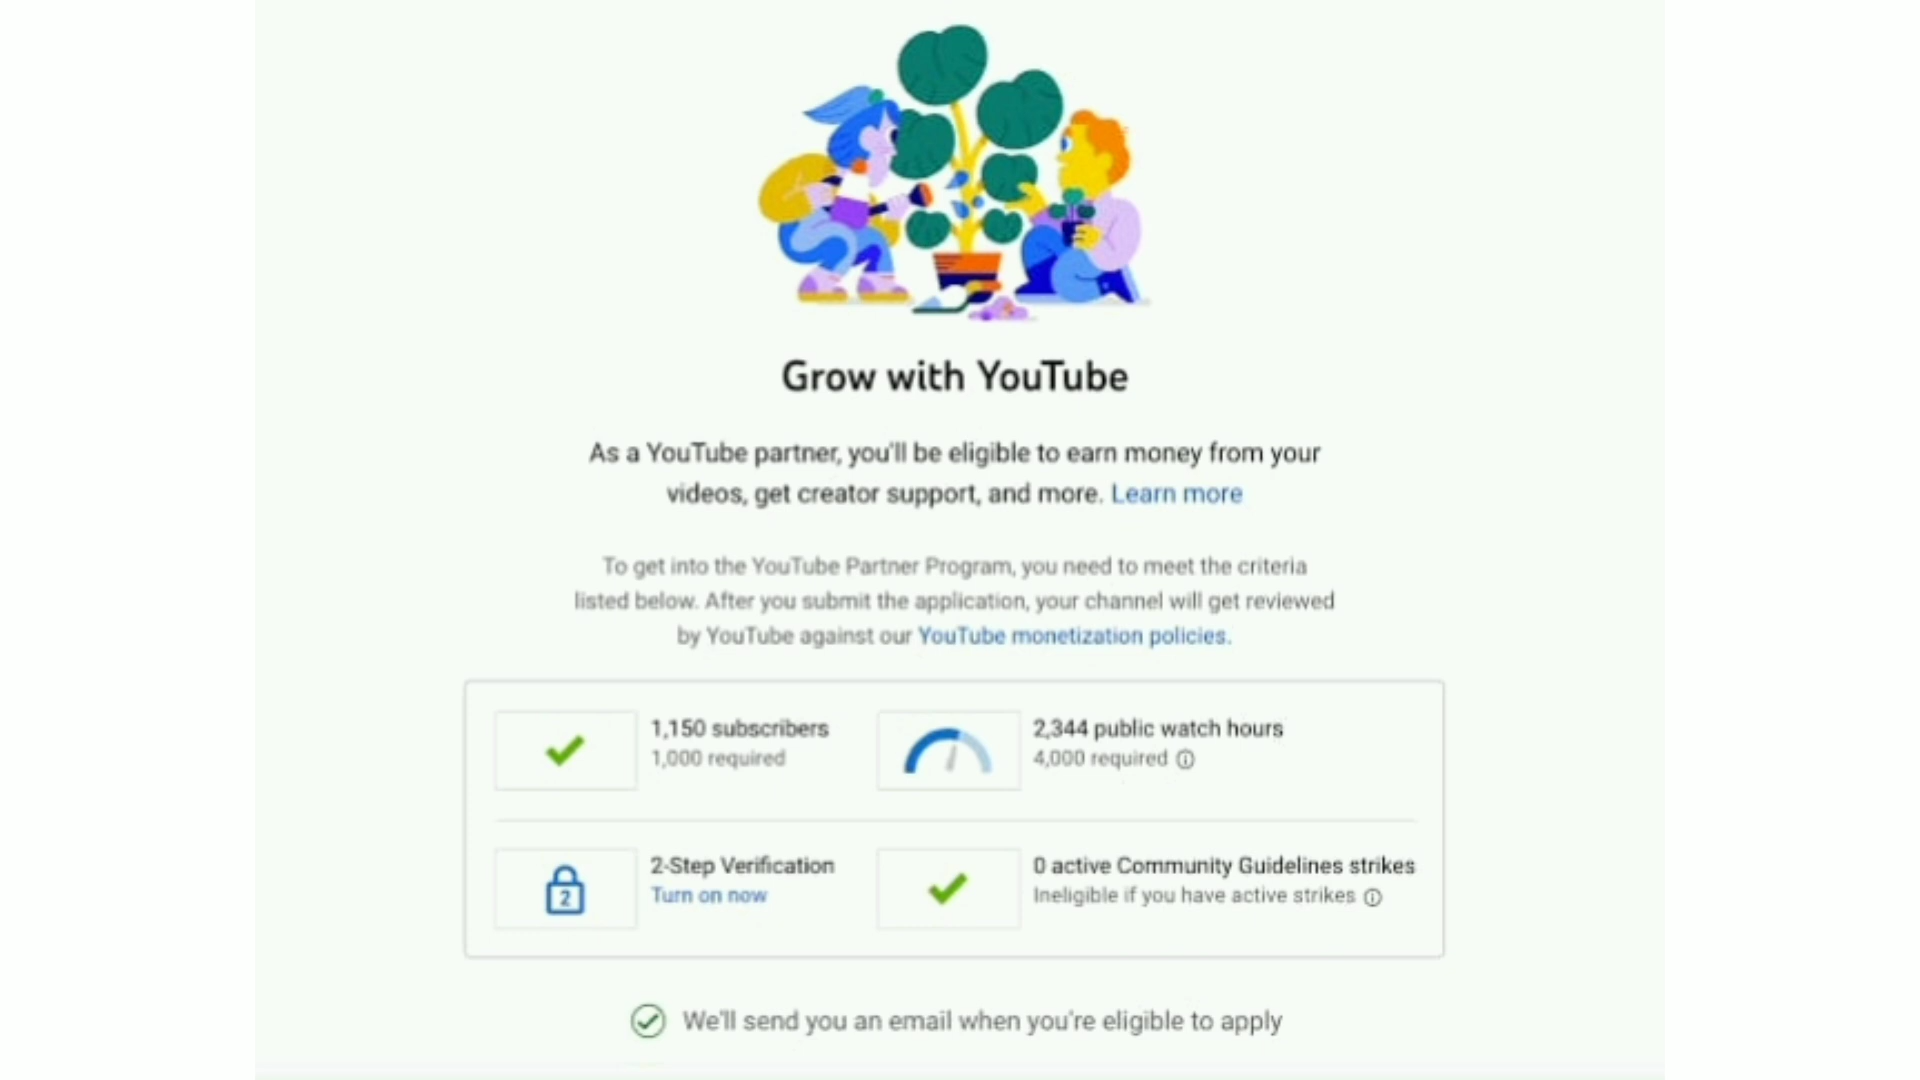 Grow with YouTube
As a YouTube partner, you'll be eligible to earn money from your
videos, get creator support, and more. Learn more
To get into the YouTube Partner Program, you need to meet the criteria
listed below. After you submit the application, your channel will get reviewed
by YouTube against our YouTube monetization policies.
1,150 subscribers
1,000 required
2,344 public watch hours
4,000 required
2
2-Step Verification
Turn on now
0 active Community Guidelines strikes
Ineligible if you have active strikes
We'll send you an email when you're eligible to apply